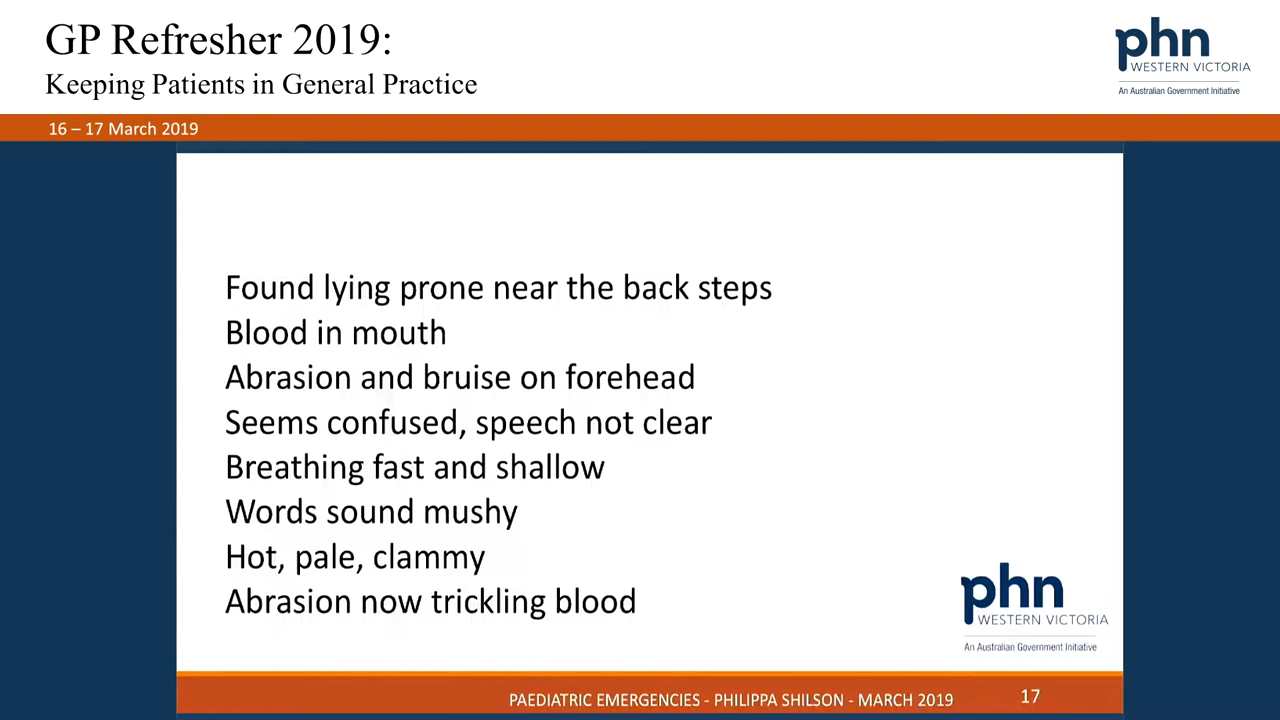 GP Refresher 2019:
Keeping Patients in General Practice
phn
WESTERN VICTORIA
An Australian Government Initiative
16 – 17 March 2019
Found lying prone near the back steps
Blood in mouth
Abrasion and bruise on forehead
Seems confused, speech not clear
Breathing fast and shallow
Words sound mushy
Hot, pale, clammy
Abrasion now trickling blood
phn
WESTERN VICTORIA
An Australian Government Initiative
PAEDIATRIC EMERGENCIES - PHILIPPA SHILSON - MARCH 2019 17